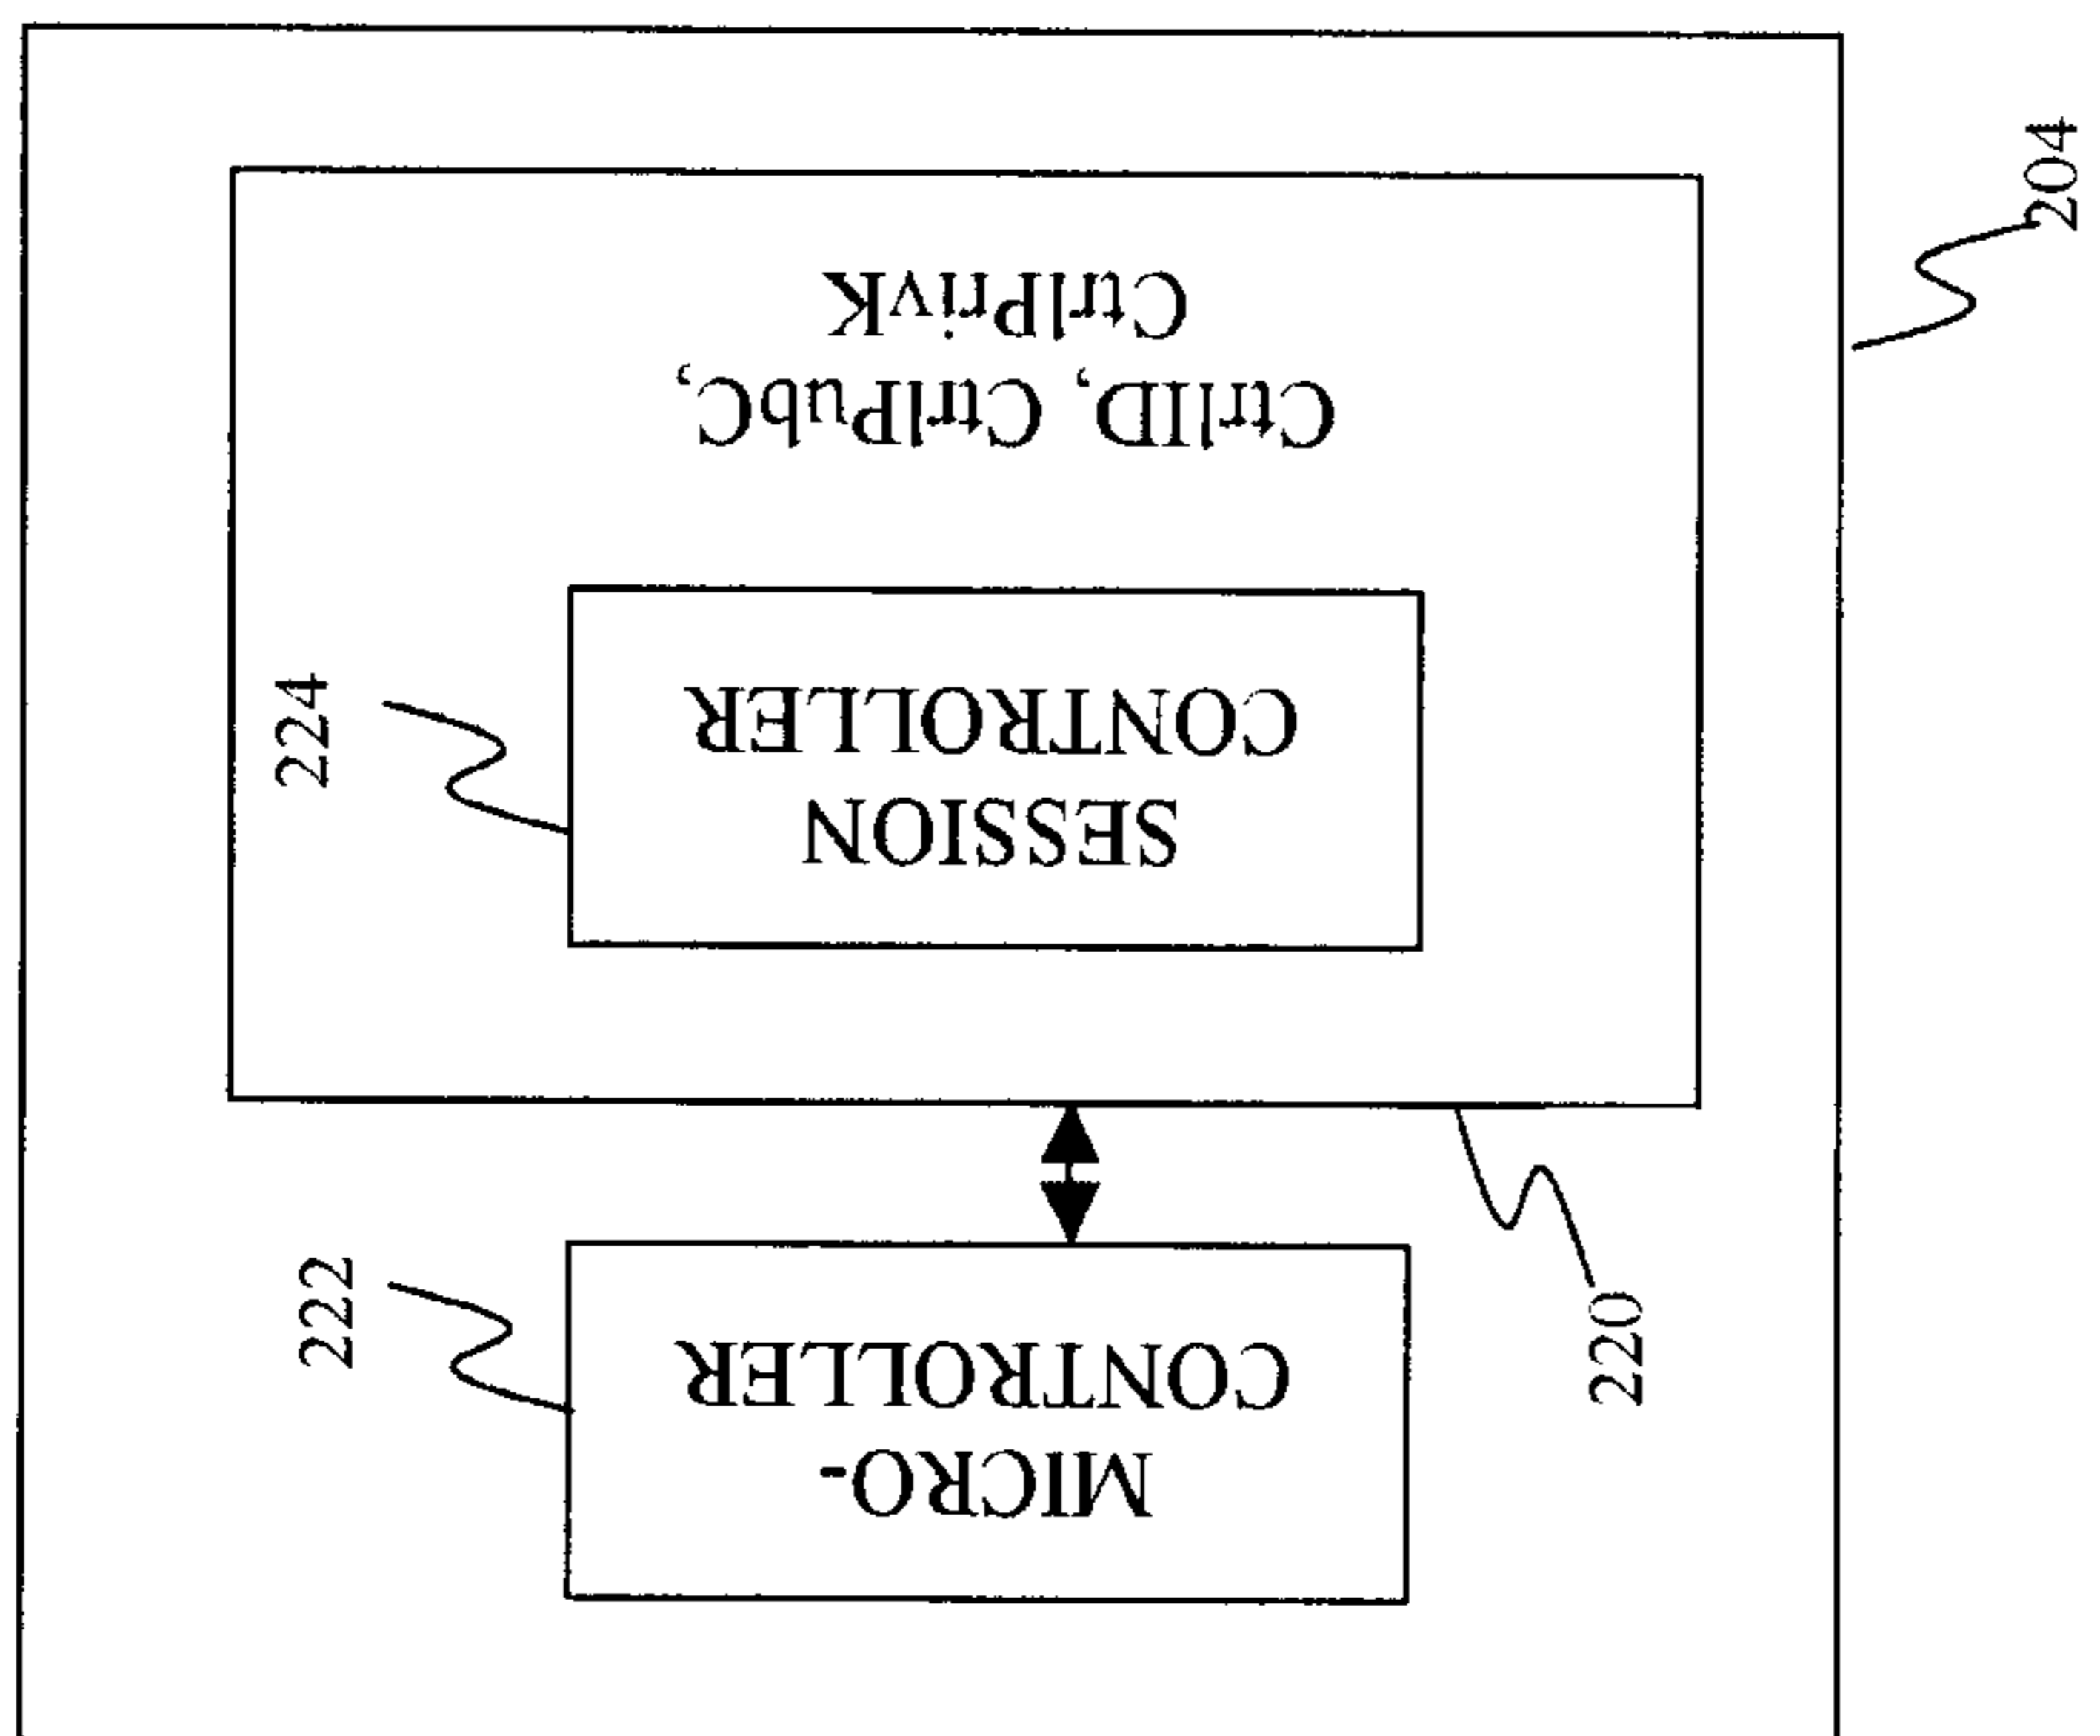 MICRO-
CONTROLLER
222
220
SESSION
CONTROLLER
224
CtrlID, CtrlPubC,
CtrlPrivK
204